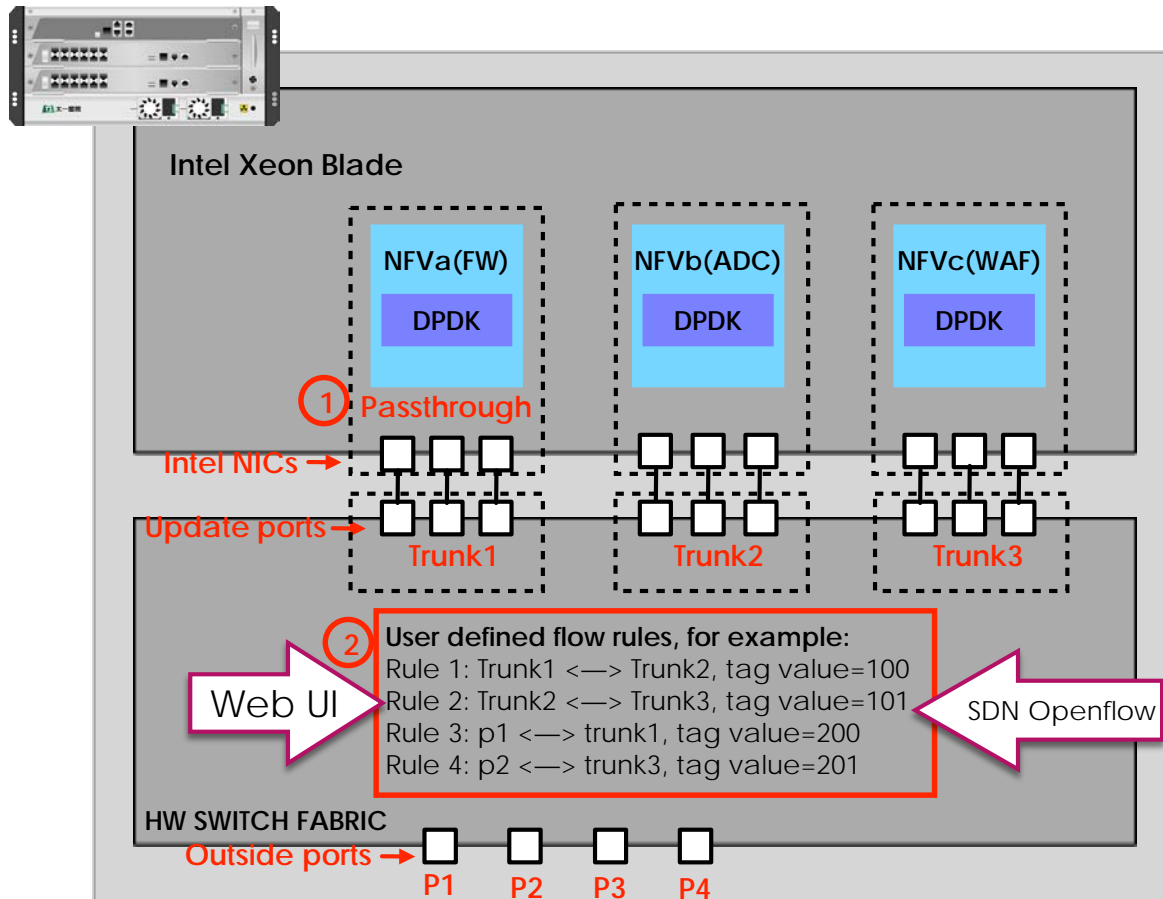 Intel Xeon Blade
NFVa(FW)
DPDK
NFVb(ADC)
DPDK
NFVc(WAF)
DPDK
1
Passthrough
Intel NICs
Update ports
Trunk1
Trunk2
Trunk3
2
User defined flow rules, for example:
Rule 1: Trunk1 <—> Trunk2, tag value=100
Rule 2: Trunk2 <—> Trunk3, tag value=101
Rule 3: p1 <—> trunk1, tag value=200
Rule 4: p2 <—> trunk3, tag value=201
Web UI
SDN Openflow
HW SWITCH FABRIC
Outside ports
P1
P2
P3
P4